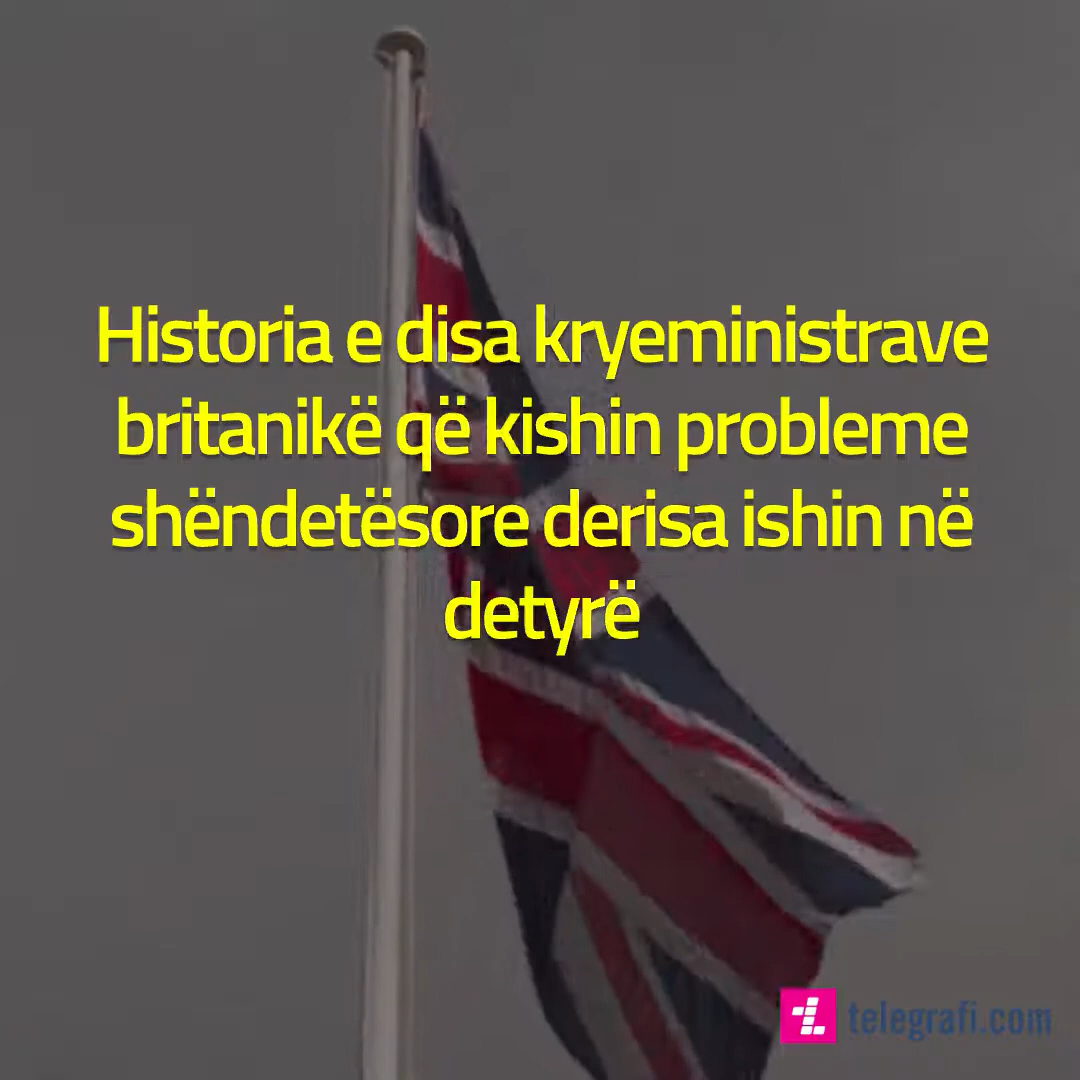 Historia e disa kryeministrave
britanikë që kishin probleme
shëndetësore derisa ishin në
detyrë
telegrafi.com